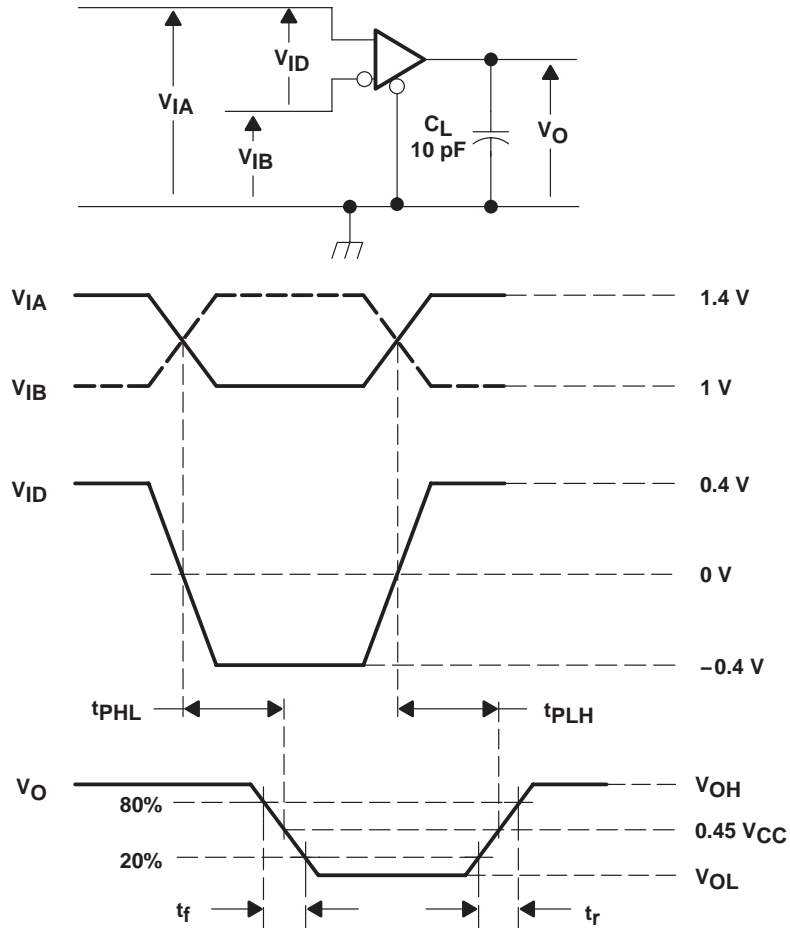 VID
VIA
CL
10 pF
VO
VIB
VIA
1.4 V
VIB
1 V
VID
0.4 V
0 V
–0.4 V
tPHL
tPLH
VO
VOH
80%
0.45 VCC
20%
VOL
tf
tr